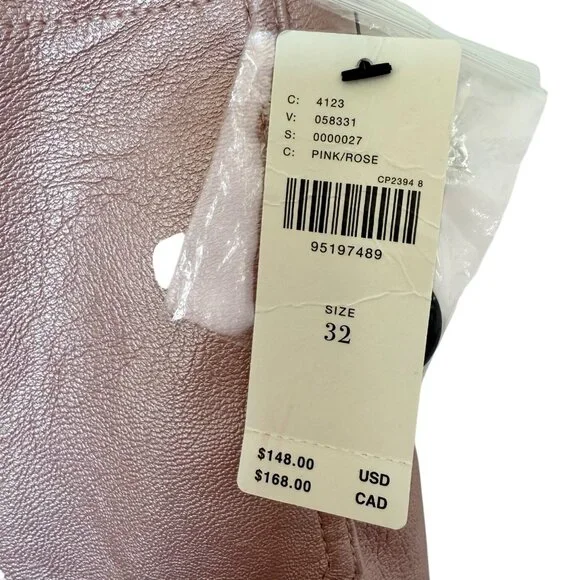 C: 4123
V: 058331
S: 0000027
C: PINK/ROSE
CP2394 8
95197489
SIZE
32
$148.00 USD
$168.00 CAD